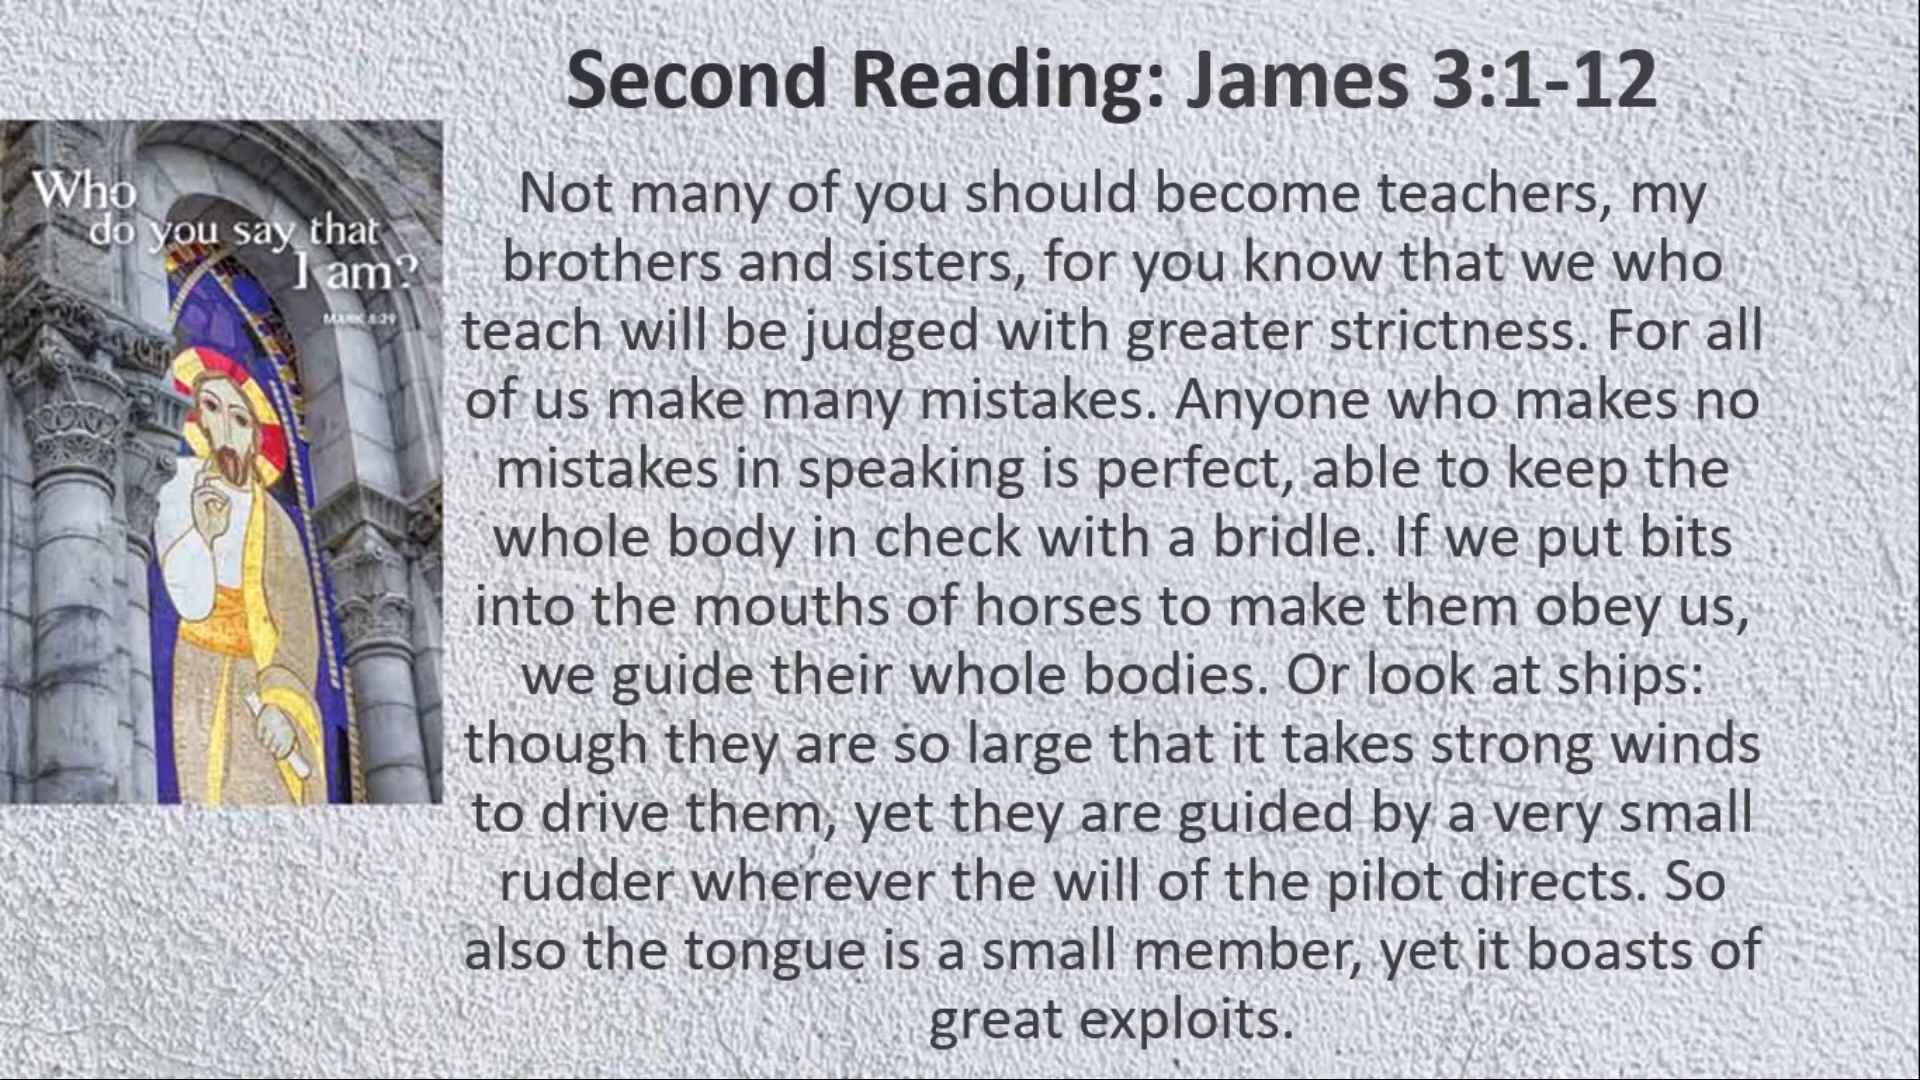 Second Reading: James 3:1-12
Who
do you say that
I am?
MARK 8:29
Not many of you should become teachers, my
brothers and sisters, for you know that we who
teach will be judged with greater strictness. For all
of us make many mistakes. Anyone who makes no
mistakes in speaking is perfect, able to keep the
whole body in check with a bridle. If we put bits
into the mouths of horses to make them obey us,
we guide their whole bodies. Or look at ships:
though they are so large that it takes strong winds
to drive them, yet they are guided by a very small
rudder wherever the will of the pilot directs. So
also the tongue is a small member, yet it boasts of
great exploits.